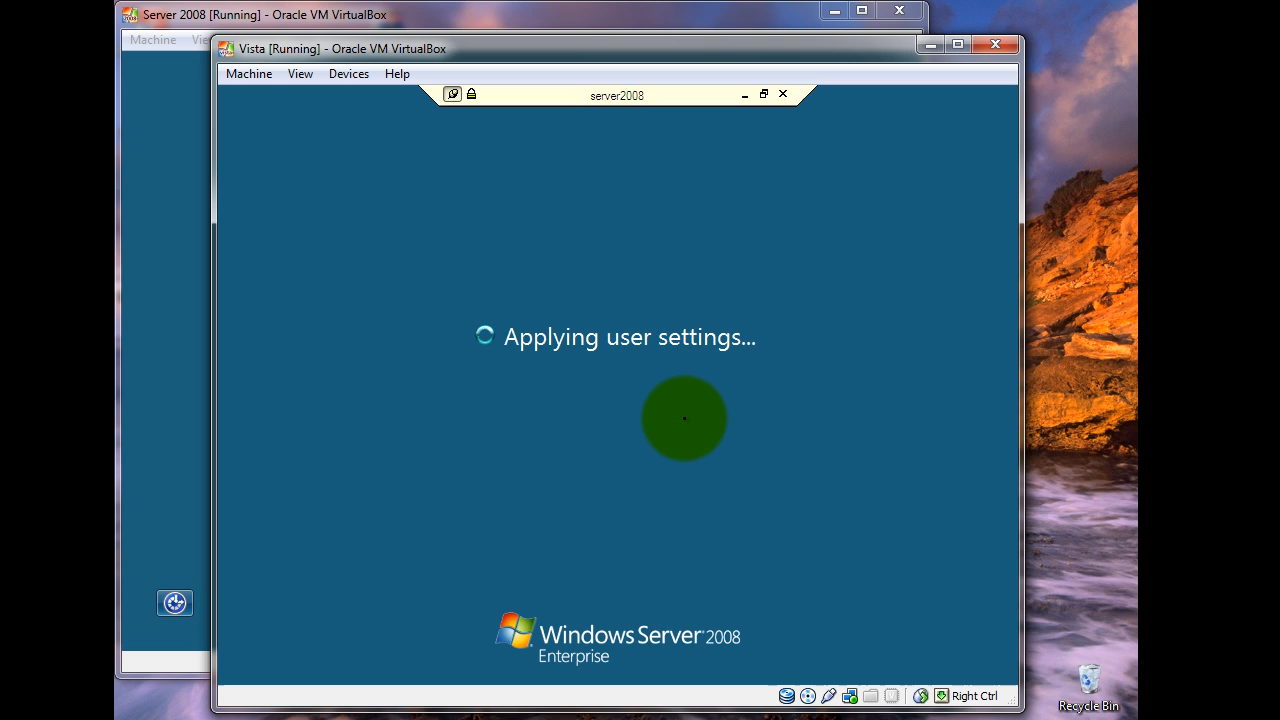 Server 2008 [Running] - Oracle VM VirtualBox
Machine
Vista [Running] - Oracle VM VirtualBox
Machine View Devices Help
server2008
Applying user settings...
Windows Server 2008
Enterprise
Right Ctrl
Recycle Bin